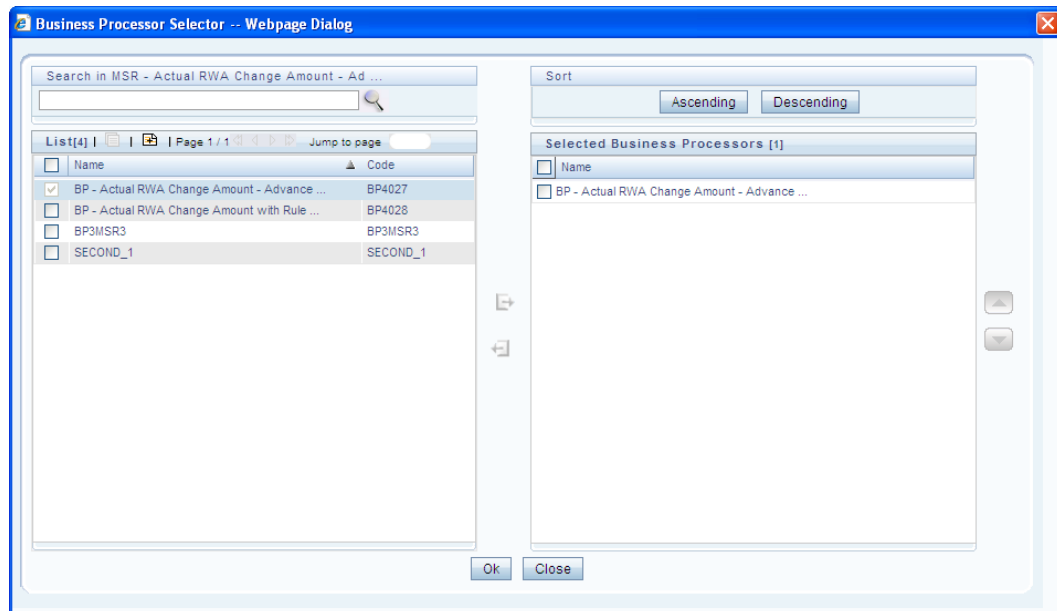 Business Processor Selector -- Webpage Dialog
Search in MSR - Actual RWA Change Amount - Ad ...
List[4] | | | Page 1 / 1 Jump to page
Name Code
BP - Actual RWA Change Amount - Advance ... BP4027
BP - Actual RWA Change Amount with Rule ... BP4028
BP3MSR3 BP3MSR3
SECOND_1 SECOND_1
Sort
Ascending Descending
Selected Business Processors [1]
Name
BP - Actual RWA Change Amount - Advance ...
Ok Close